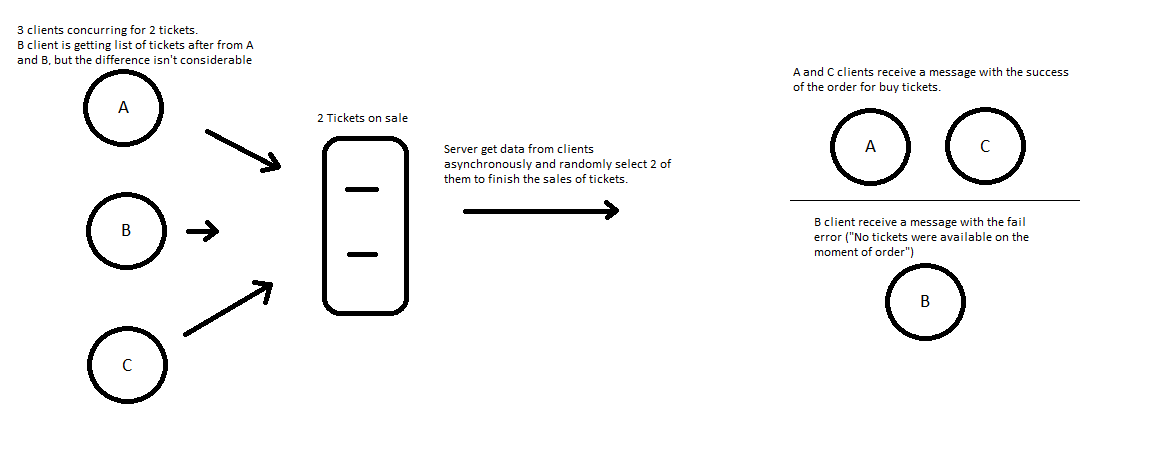 3 clients concurring for 2 tickets.
B client is getting list of tickets after from A
and B, but the difference isn't considerable
A
B
C
2 Tickets on sale
Server get data from clients
asynchronously and randomly select 2 of
them to finish the sales of tickets.
A and C clients receive a message with the success
of the order for buy tickets.
A
C
B client receive a message with the fail
error ("No tickets were available on the
moment of order")
B